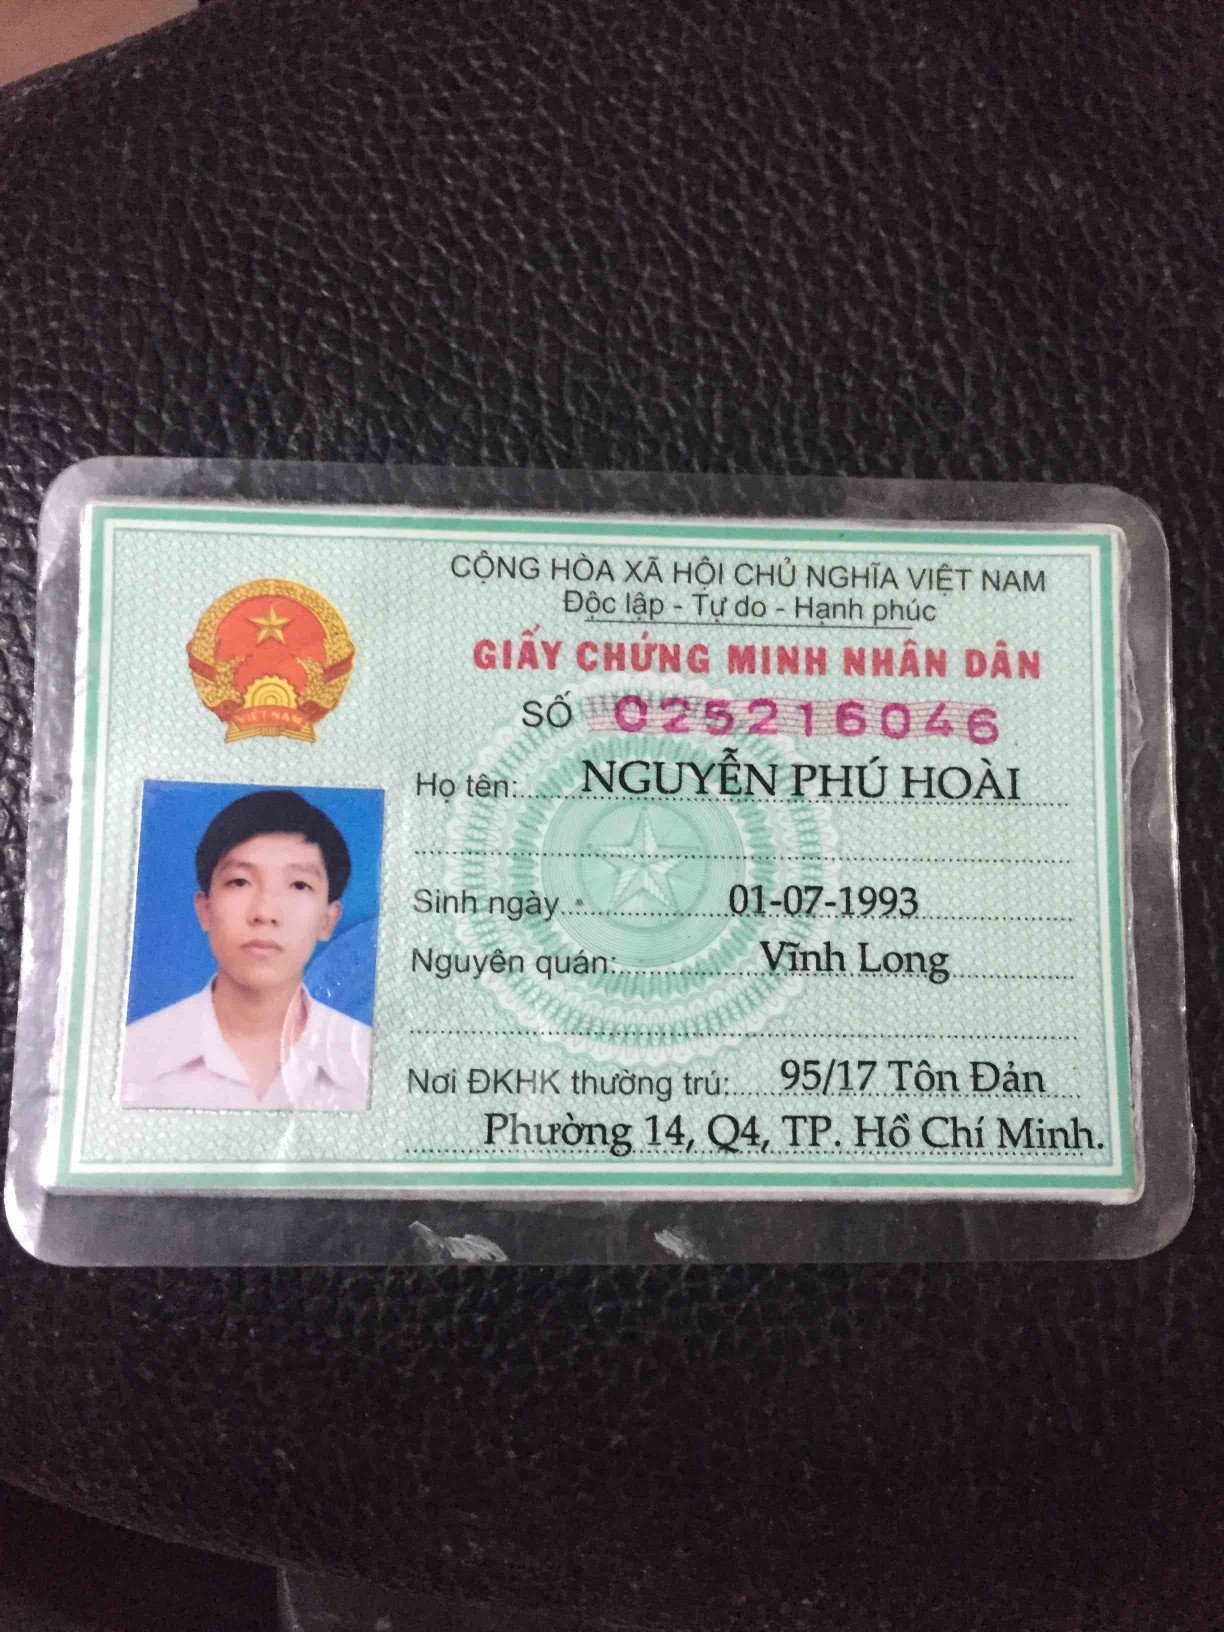 CỘNG HÒA XÃ HỘI CHỦ NGHĨA VIỆT NAM
Độc lập - Tự do - Hạnh phúc
GIẤY CHỨNG MINH NHÂN DÂN
SỐ 025216046
VIỆT NAM
Họ tên: NGUYỄN PHÚ HOÀI
Sinh ngày 01-07-1993
Nguyên quán: Vĩnh Long
Nơi ĐKHK thường trú: 95/17 Tôn Đản
Phường 14, Q4, TP. Hồ Chí Minh.